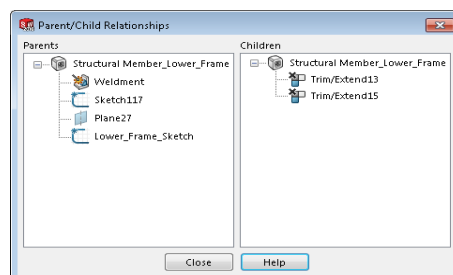 Parent/Child Relationships
Parents
Structural Member_Lower_Frame
Weldment
Sketch117
Plane27
Lower_Frame_Sketch
Children
Structural Member_Lower_Frame
Trim/Extend13
Trim/Extend15
Close
Help